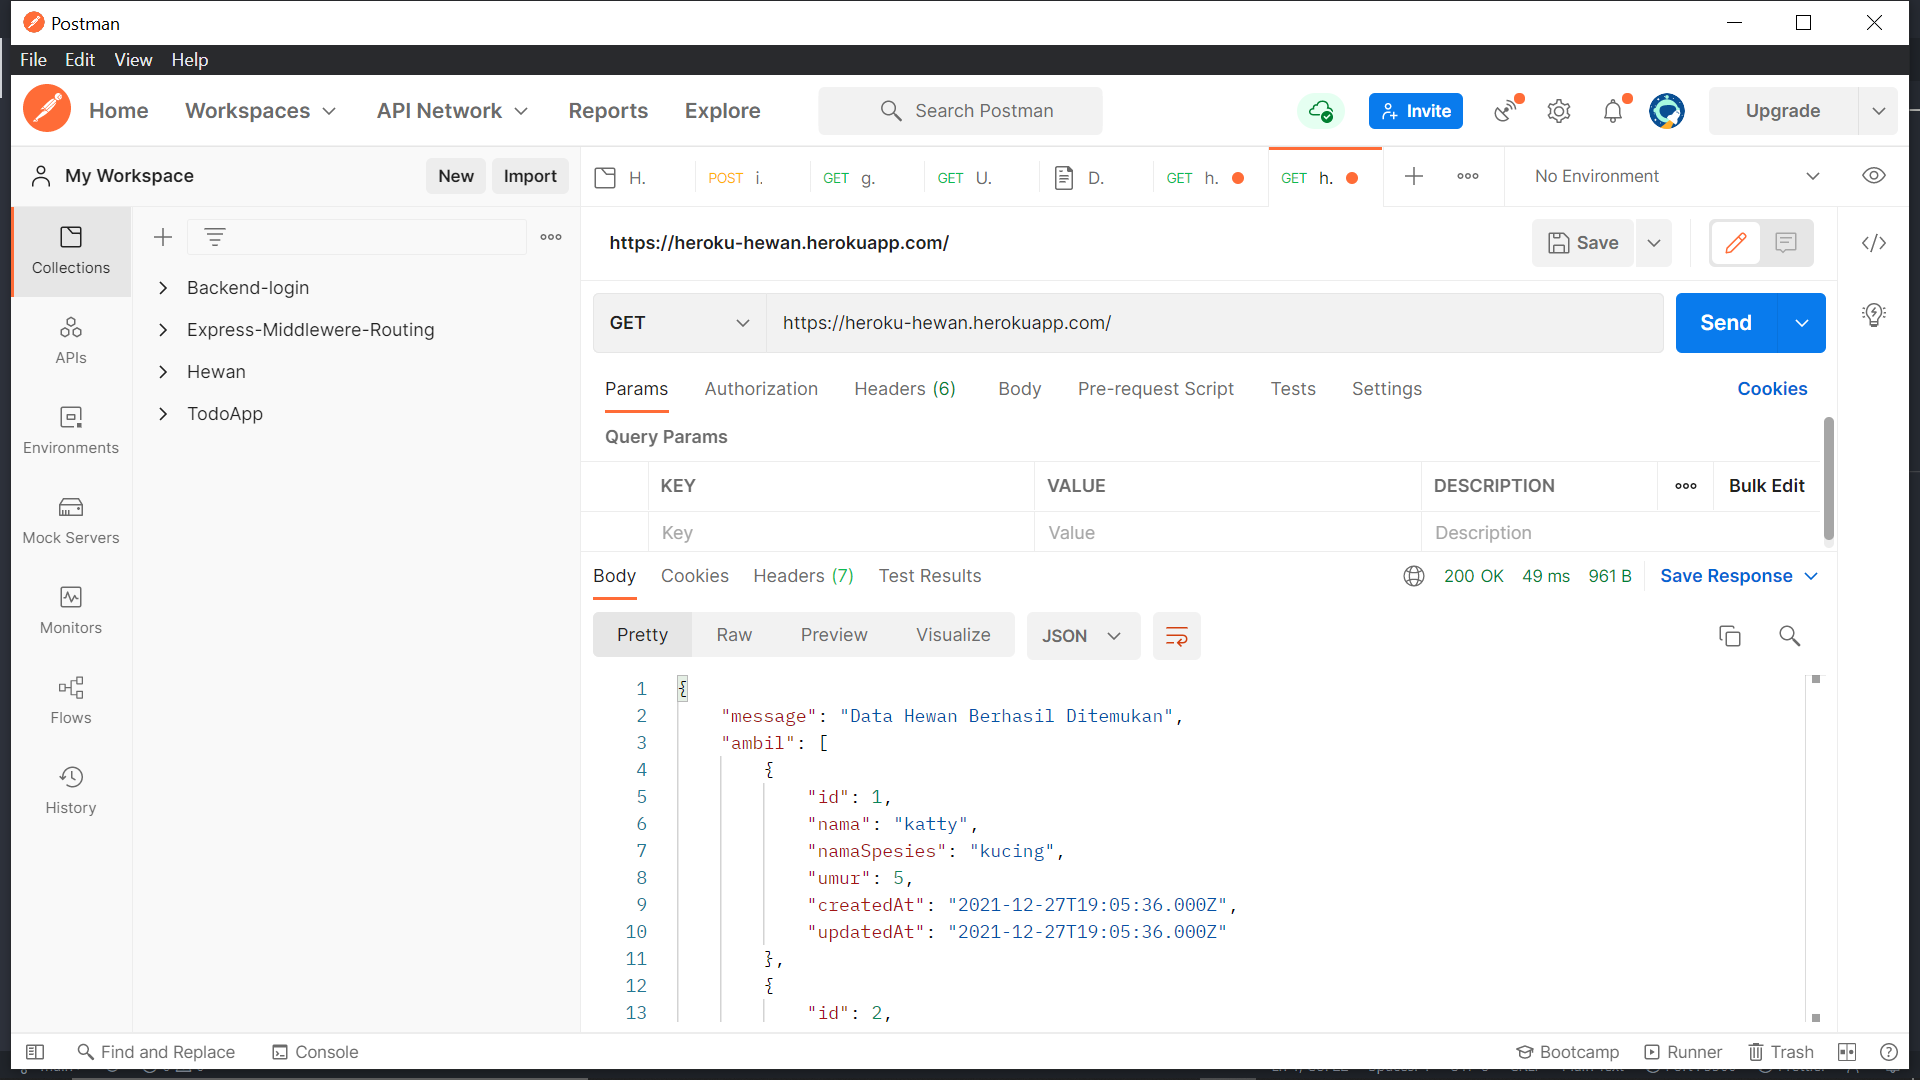 Postman
File Edit View Help
Home Workspaces API Network Reports Explore Search Postman Invite Upgrade
My Workspace New Import
H. POST i. GET g. GET U. D. GET h. GET h. No Environment
Collections
APIs
Environments
Mock Servers
Monitors
Flows
History
Backend-login
Express-Middlewere-Routing
Hewan
TodoApp
https://heroku-hewan.herokuapp.com/ Save
GET https://heroku-hewan.herokuapp.com/ Send
Params Authorization Headers (6) Body Pre-request Script Tests Settings Cookies
Query Params
KEY VALUE DESCRIPTION Bulk Edit
Key Value Description
Body Cookies Headers (7) Test Results 200 OK 49 ms 961 B Save Response
Pretty Raw Preview Visualize JSON
1 {
2 "message": "Data Hewan Berhasil Ditemukan",
3 "ambil": [
4 {
5 "id": 1,
6 "nama": "katty",
7 "namaSpesies": "kucing",
8 "umur": 5,
9 "createdAt": "2021-12-27T19:05:36.000Z",
10 "updatedAt": "2021-12-27T19:05:36.000Z"
11 },
12 {
13 "id": 2,
Find and Replace Console Bootcamp Runner Trash